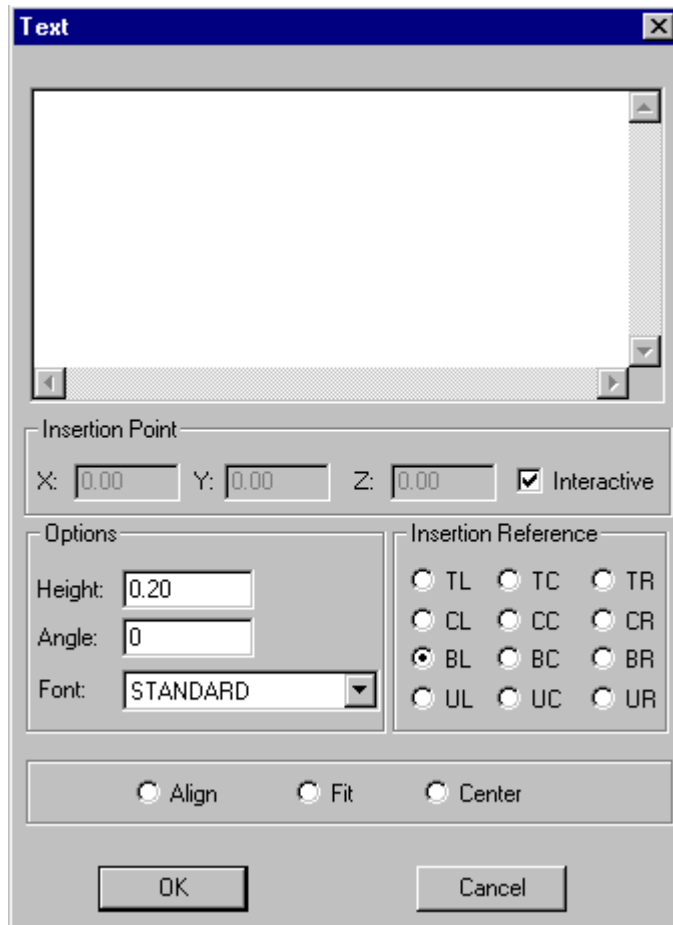 Text
Insertion Point
X: 0.00 Y: 0.00 Z: 0.00 Interactive
Options
Height: 0.20
Angle: 0
Font: STANDARD
Insertion Reference
TL TC TR
CL CC CR
BL BC BR
UL UC UR
Align Fit Center
OK Cancel